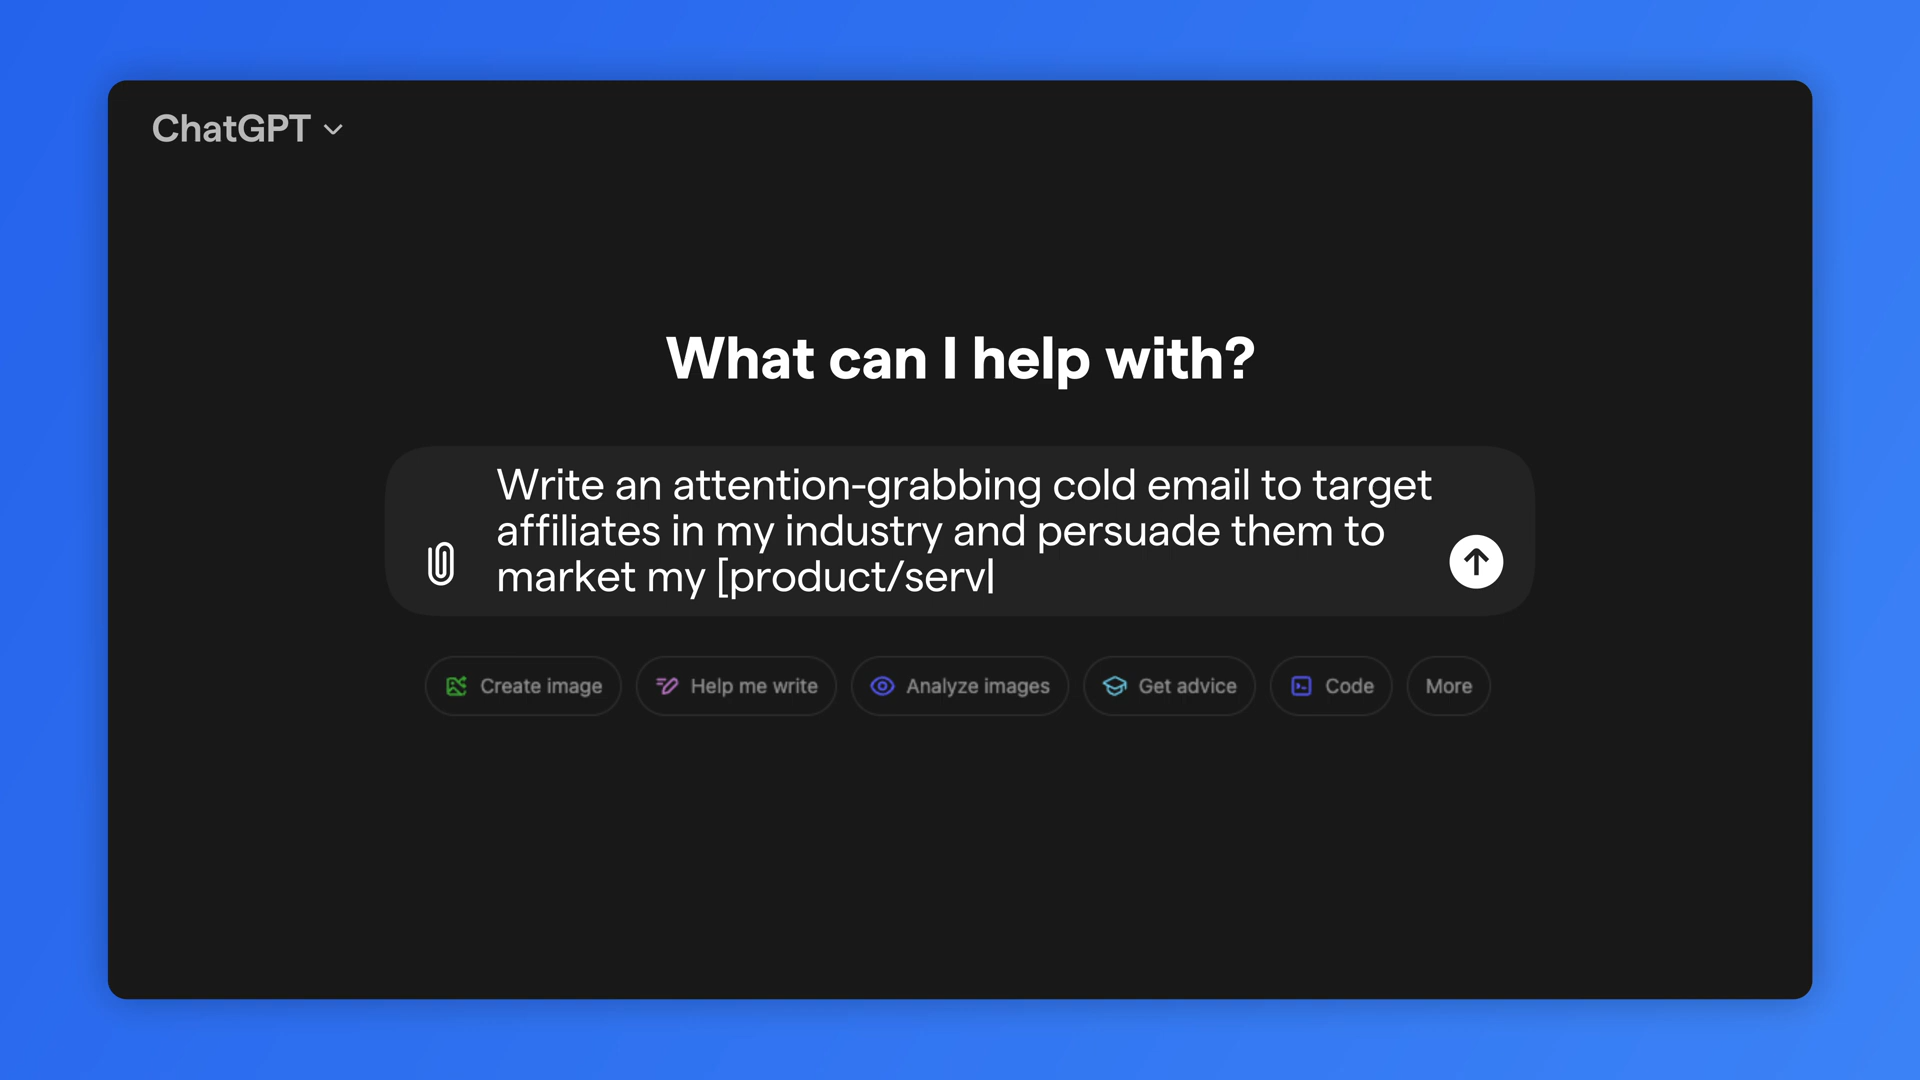 ChatGPT
What can I help with?
Write an attention-grabbing cold email to target
affiliates in my industry and persuade them to
market my [product/serv
Create image
Help me write
Analyze images
Get advice
Code
More